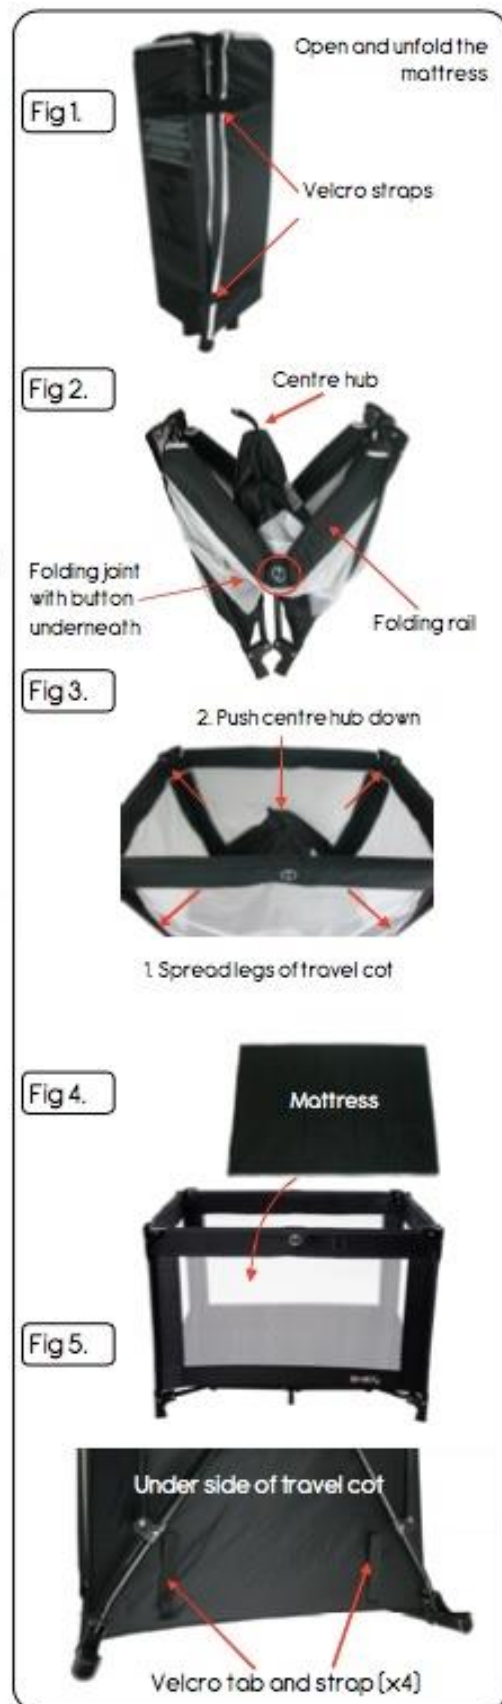 Open and unfold the
mattress
Fig 1.
Velcro straps
Fig 2.
Centre hub
Folding joint
with button
underneath
Folding rail
Fig 3.
2. Push centre hub down
1. Spread legs of travel cot
Fig 4.
Mattress
Fig 5.
Under side of travel cot
Velcro tab and strap (x4)